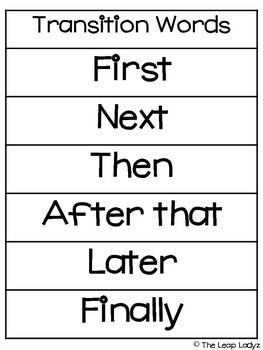 Transition Words
First
Next
Then
After that
Later
Finally
© The Leap Ladyz